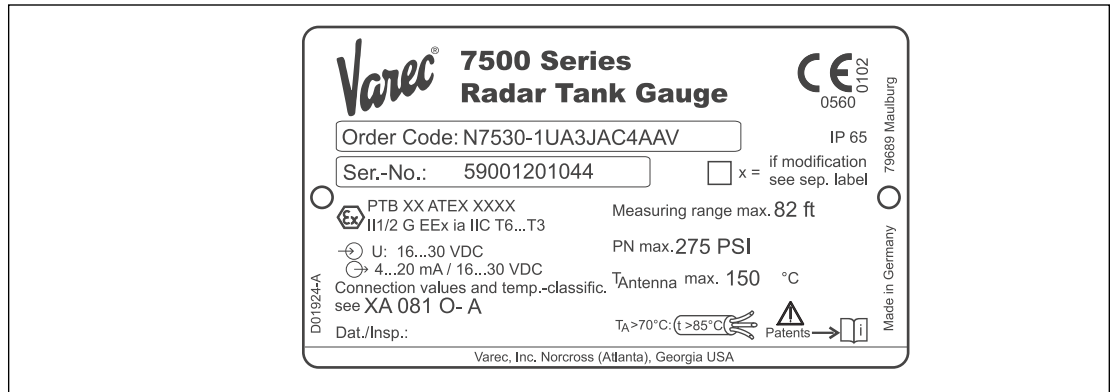 Varec®
7500 Series
Radar Tank Gauge
CE
0560
0102
Order Code: N7530-1UA3JAC4AAV
IP 65
Ser.-No.: 59001201044
x = if modification
see sep. label
79689 Maulburg
Ex
PTB XX ATEX XXXX
II1/2 G EEx ia IIC T6...T3
Measuring range max. 82 ft
U: 16...30 VDC
4...20 mA / 16...30 VDC
PN max. 275 PSI
Connection values and temp.-classific.
see XA 081 O- A
TAntenna max. 150 °C
Dat./Insp.:
TA>70°C: t >85°C
Patents
i
Made in Germany
D01924-A
Varec, Inc. Norcross (Atlanta), Georgia USA